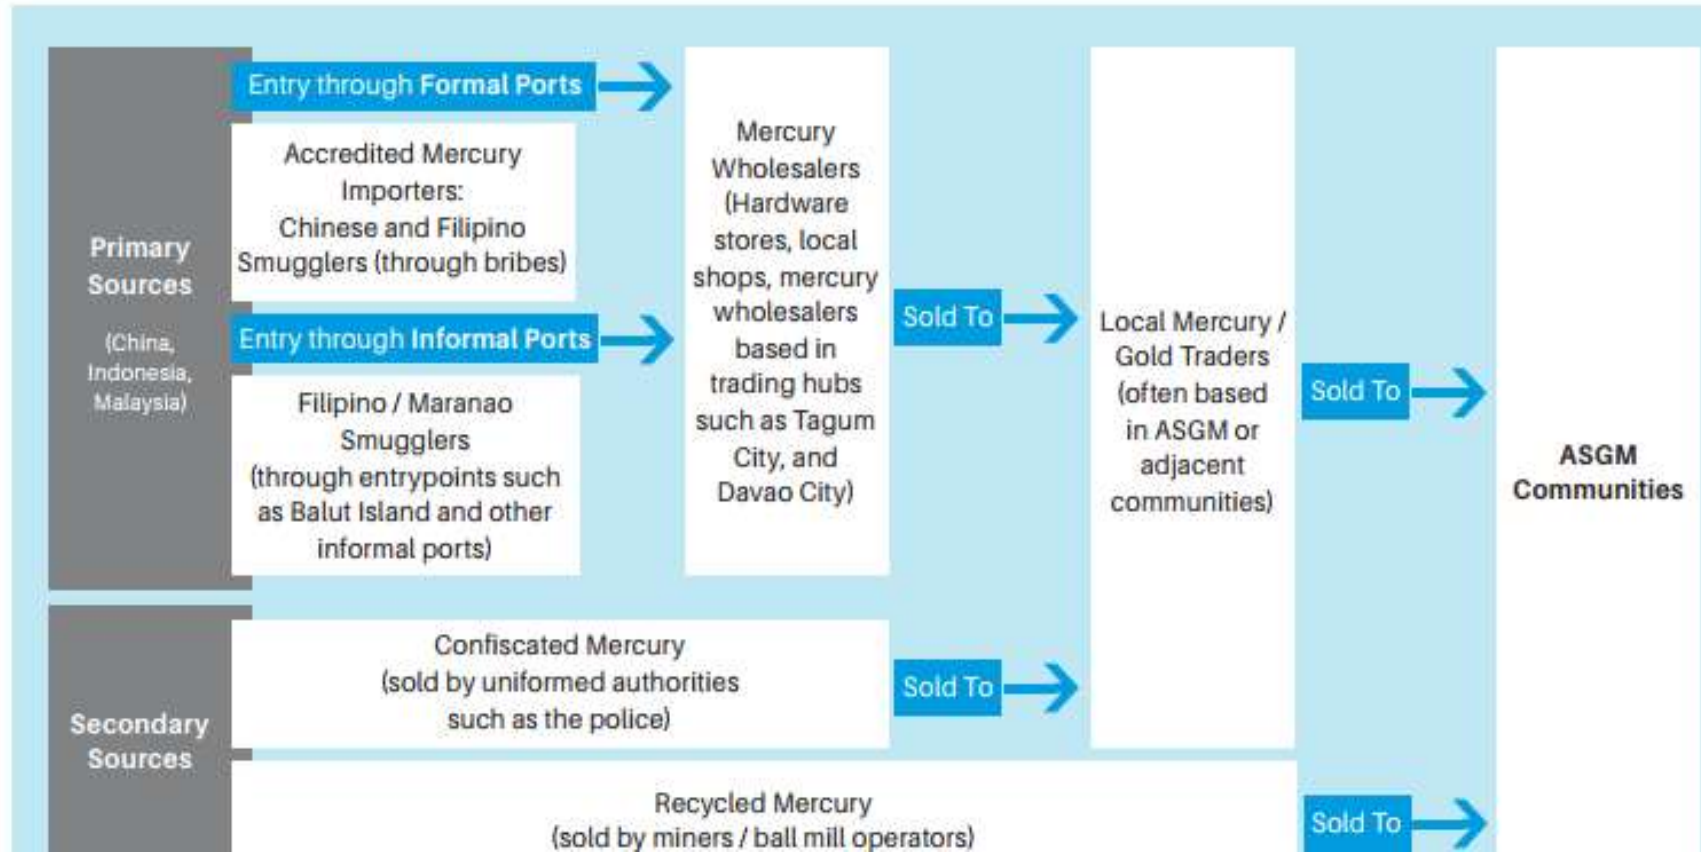 Primary
Sources
(China,
Indonesia,
Malaysia)
Entry through Formal Ports
Accredited Mercury
Importers:
Chinese and Filipino
Smugglers (through bribes)
Entry through Informal Ports
Filipino / Maranao
Smugglers
(through entrypoints such
as Balut Island and other
informal ports)
Mercury
Wholesalers
(Hardware
stores, local
shops, mercury
wholesalers
based in
trading hubs
such as Tagum
City, and
Davao City)
Sold To
Local Mercury /
Gold Traders
(often based
in ASGM or
adjacent
communities)
Sold To
ASGM
Communities
Secondary
Sources
Confiscated Mercury
(sold by uniformed authorities
such as the police)
Sold To
Recycled Mercury
(sold by miners / ball mill operators)
Sold To